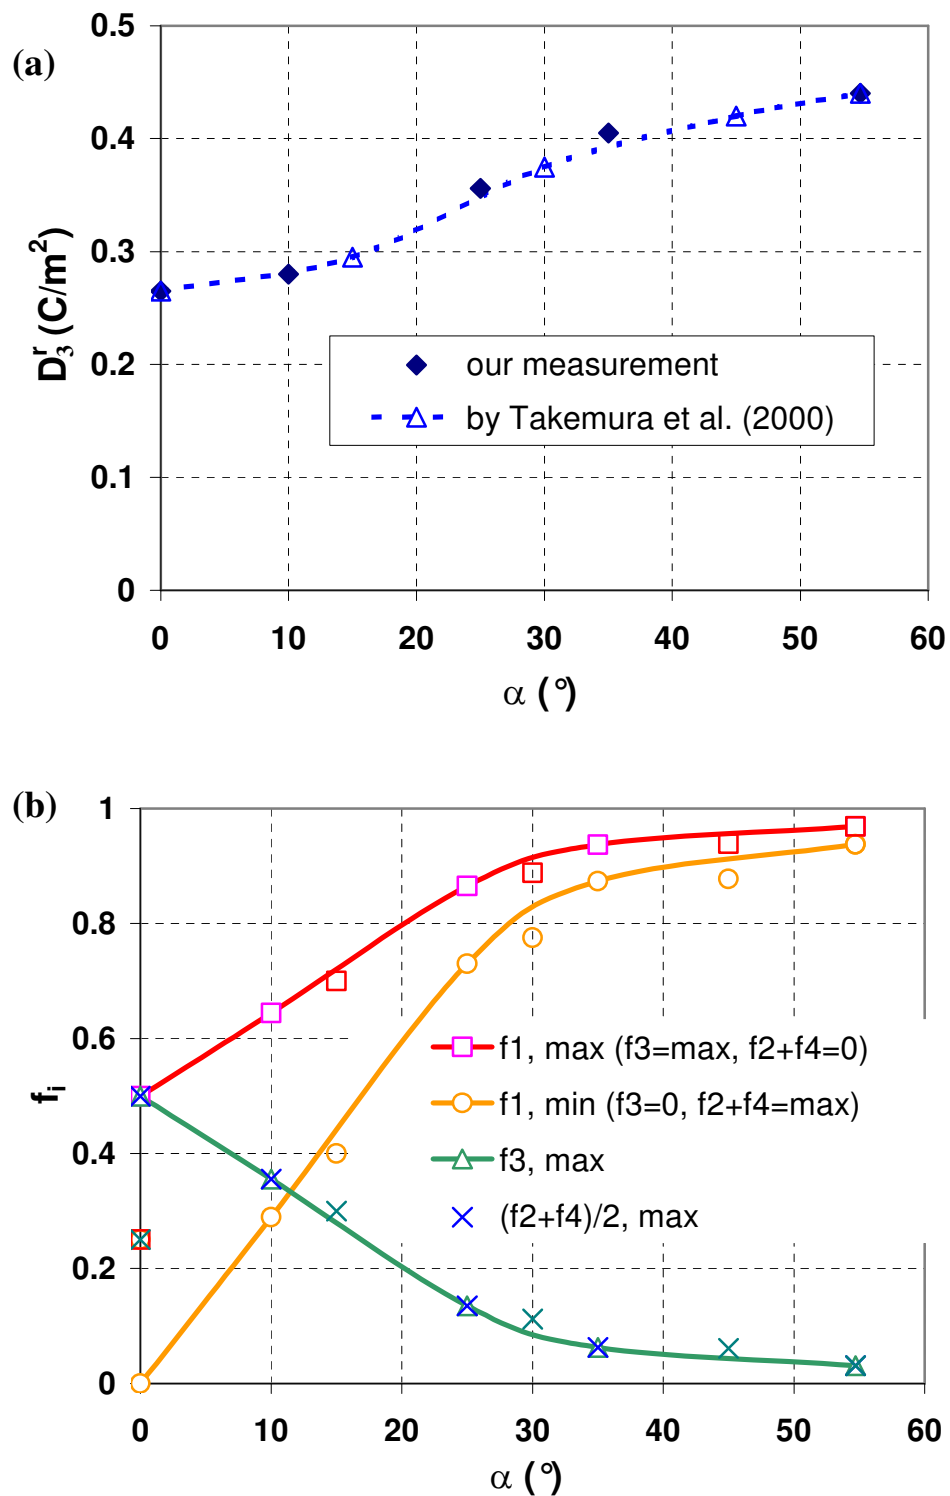 (a)
0.5
0.4
0.3
0.2
0.1
0
D₃ʳ (C/m²)
our measurement
by Takemura et al. (2000)
0 10 20 30 40 50 60
α (°)
(b)
1
0.8
0.6
0.4
0.2
0
fᵢ
f1, max (f3=max, f2+f4=0)
f1, min (f3=0, f2+f4=max)
f3, max
(f2+f4)/2, max
0 10 20 30 40 50 60
α (°)